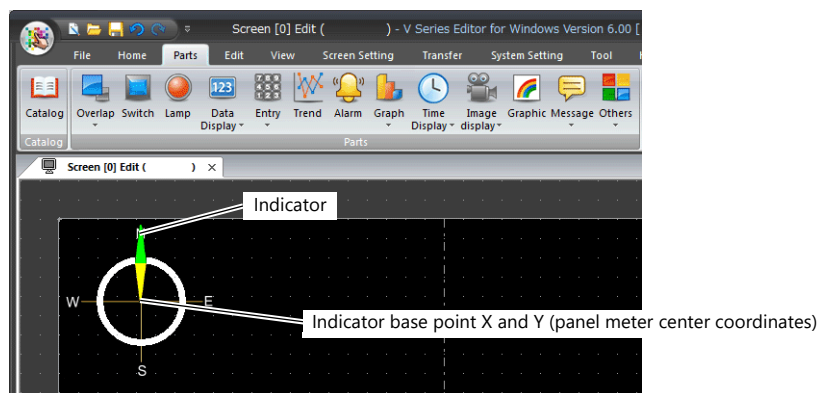 Screen [0] Edit (          ) - V Series Editor for Windows Version 6.00 [
File Home Parts Edit View Screen Setting Transfer System Setting Tool
Catalog Overlap Switch Lamp Data Display Entry Trend Alarm Graph Time Display Image display Graphic Message Others
Catalog Parts
Screen [0] Edit (          ) ×
Indicator
N
W E
Indicator base point X and Y (panel meter center coordinates)
S